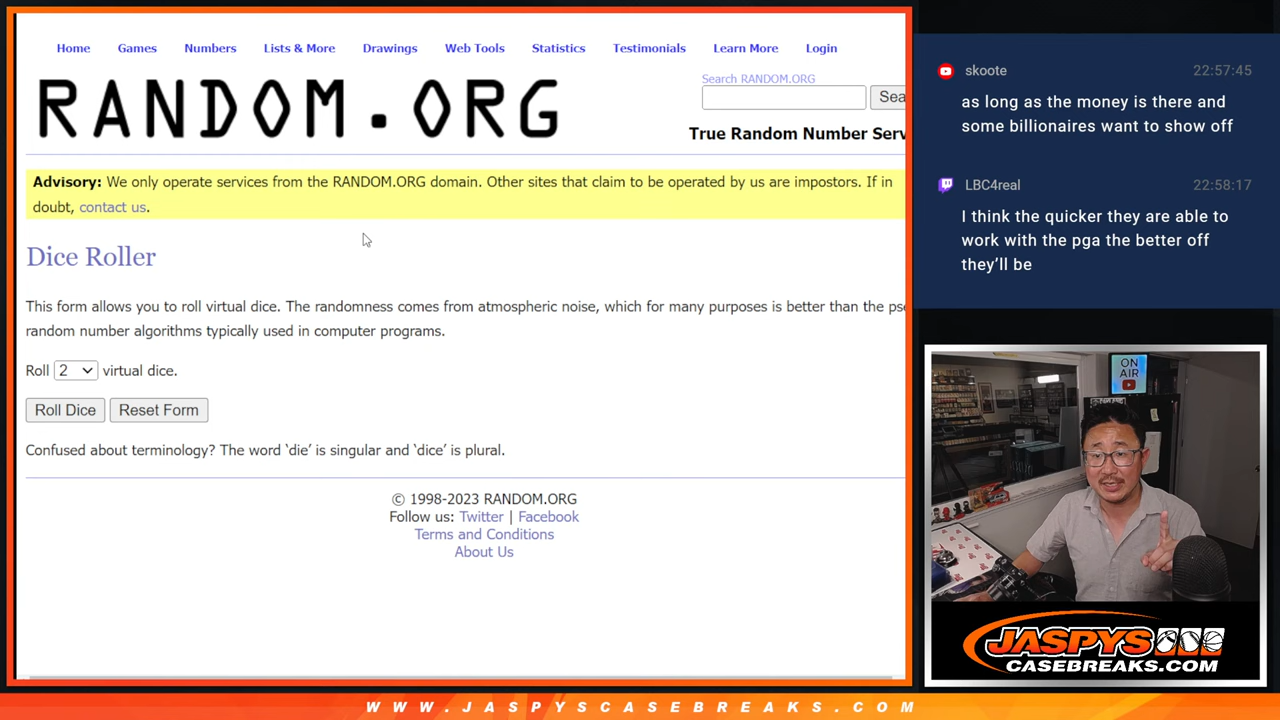 Home Games Numbers Lists & More Drawings Web Tools Statistics Testimonials Learn More Login
RANDOM.ORG
Search RANDOM.ORG
Sea
True Random Number Serv
Advisory: We only operate services from the RANDOM.ORG domain. Other sites that claim to be operated by us are impostors. If in
doubt, contact us.
Dice Roller
This form allows you to roll virtual dice. The randomness comes from atmospheric noise, which for many purposes is better than the pse
random number algorithms typically used in computer programs.
Roll 2 virtual dice.
Roll Dice Reset Form
Confused about terminology? The word ‘die’ is singular and ‘dice’ is plural.
© 1998-2023 RANDOM.ORG
Follow us: Twitter | Facebook
Terms and Conditions
About Us
skoote 22:57:45
as long as the money is there and
some billionaires want to show off
LBC4real 22:58:17
I think the quicker they are able to
work with the pga the better off
they’ll be
ON
AIR
JASPYS
CASEBREAKS.COM
WWW.JASPYSCASEBREAKS.COM